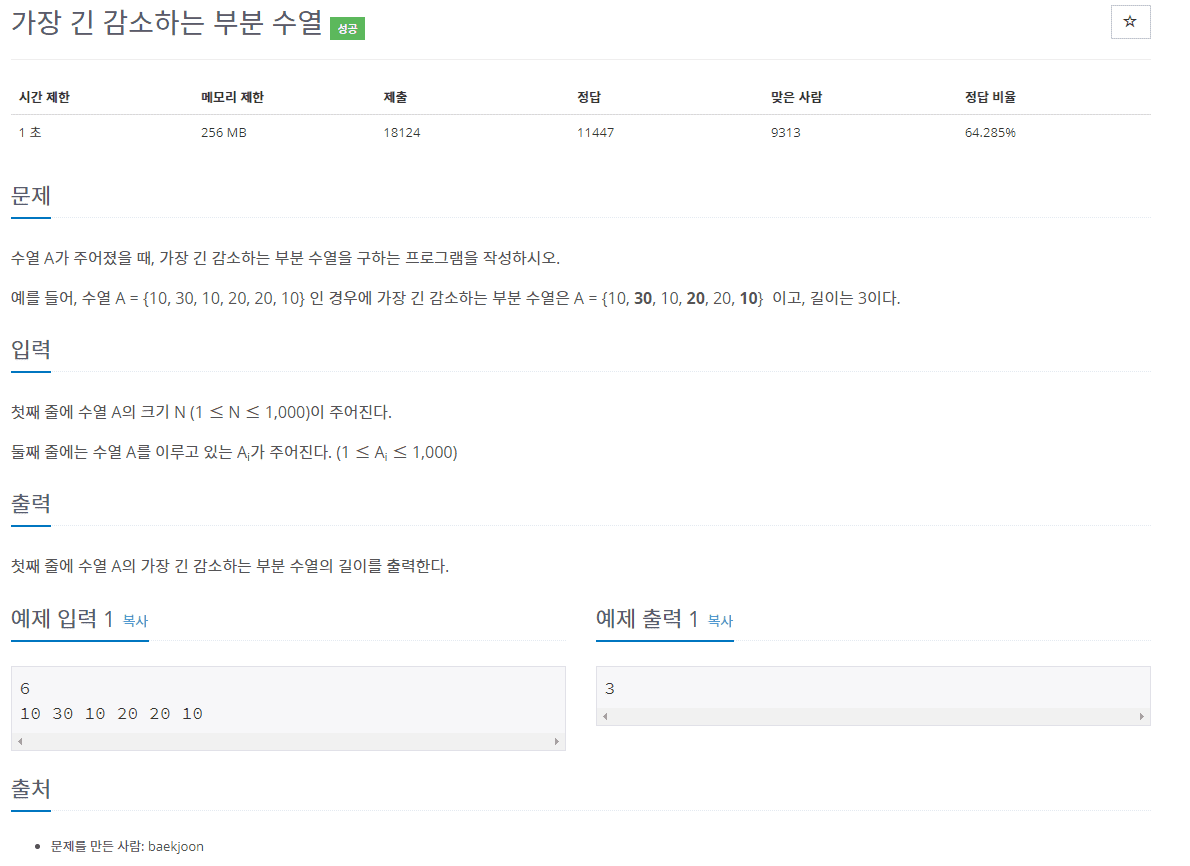 가장 긴 감소하는 부분 수열 성공
☆
시간 제한 메모리 제한 제출 정답 맞은 사람 정답 비율
1 초 256 MB 18124 11447 9313 64.285%
문제
수열 A가 주어졌을 때, 가장 긴 감소하는 부분 수열을 구하는 프로그램을 작성하시오.
예를 들어, 수열 A = {10, 30, 10, 20, 20, 10} 인 경우에 가장 긴 감소하는 부분 수열은 A = {10, 30, 10, 20, 20, 10} 이고, 길이는 3이다.
입력
첫째 줄에 수열 A의 크기 N (1 ≤ N ≤ 1,000)이 주어진다.
둘째 줄에는 수열 A를 이루고 있는 Ai가 주어진다. (1 ≤ Ai ≤ 1,000)
출력
첫째 줄에 수열 A의 가장 긴 감소하는 부분 수열의 길이를 출력한다.
예제 입력 1 복사
6
10 30 10 20 20 10
예제 출력 1 복사
3
출처
• 문제를 만든 사람: baekjoon